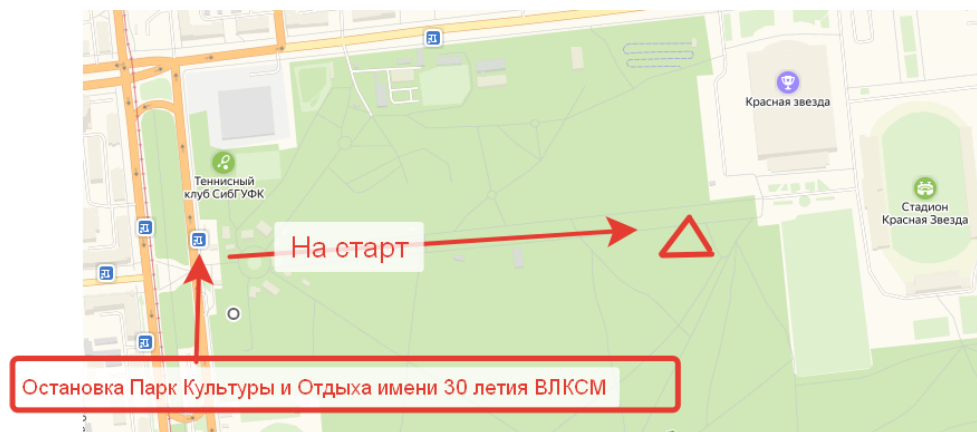 Красная звезда
Теннисный
клуб СибГУФК
Стадион
Красная Звезда
На старт
Остановка Парк Культуры и Отдыха имени 30 летия ВЛКСМ